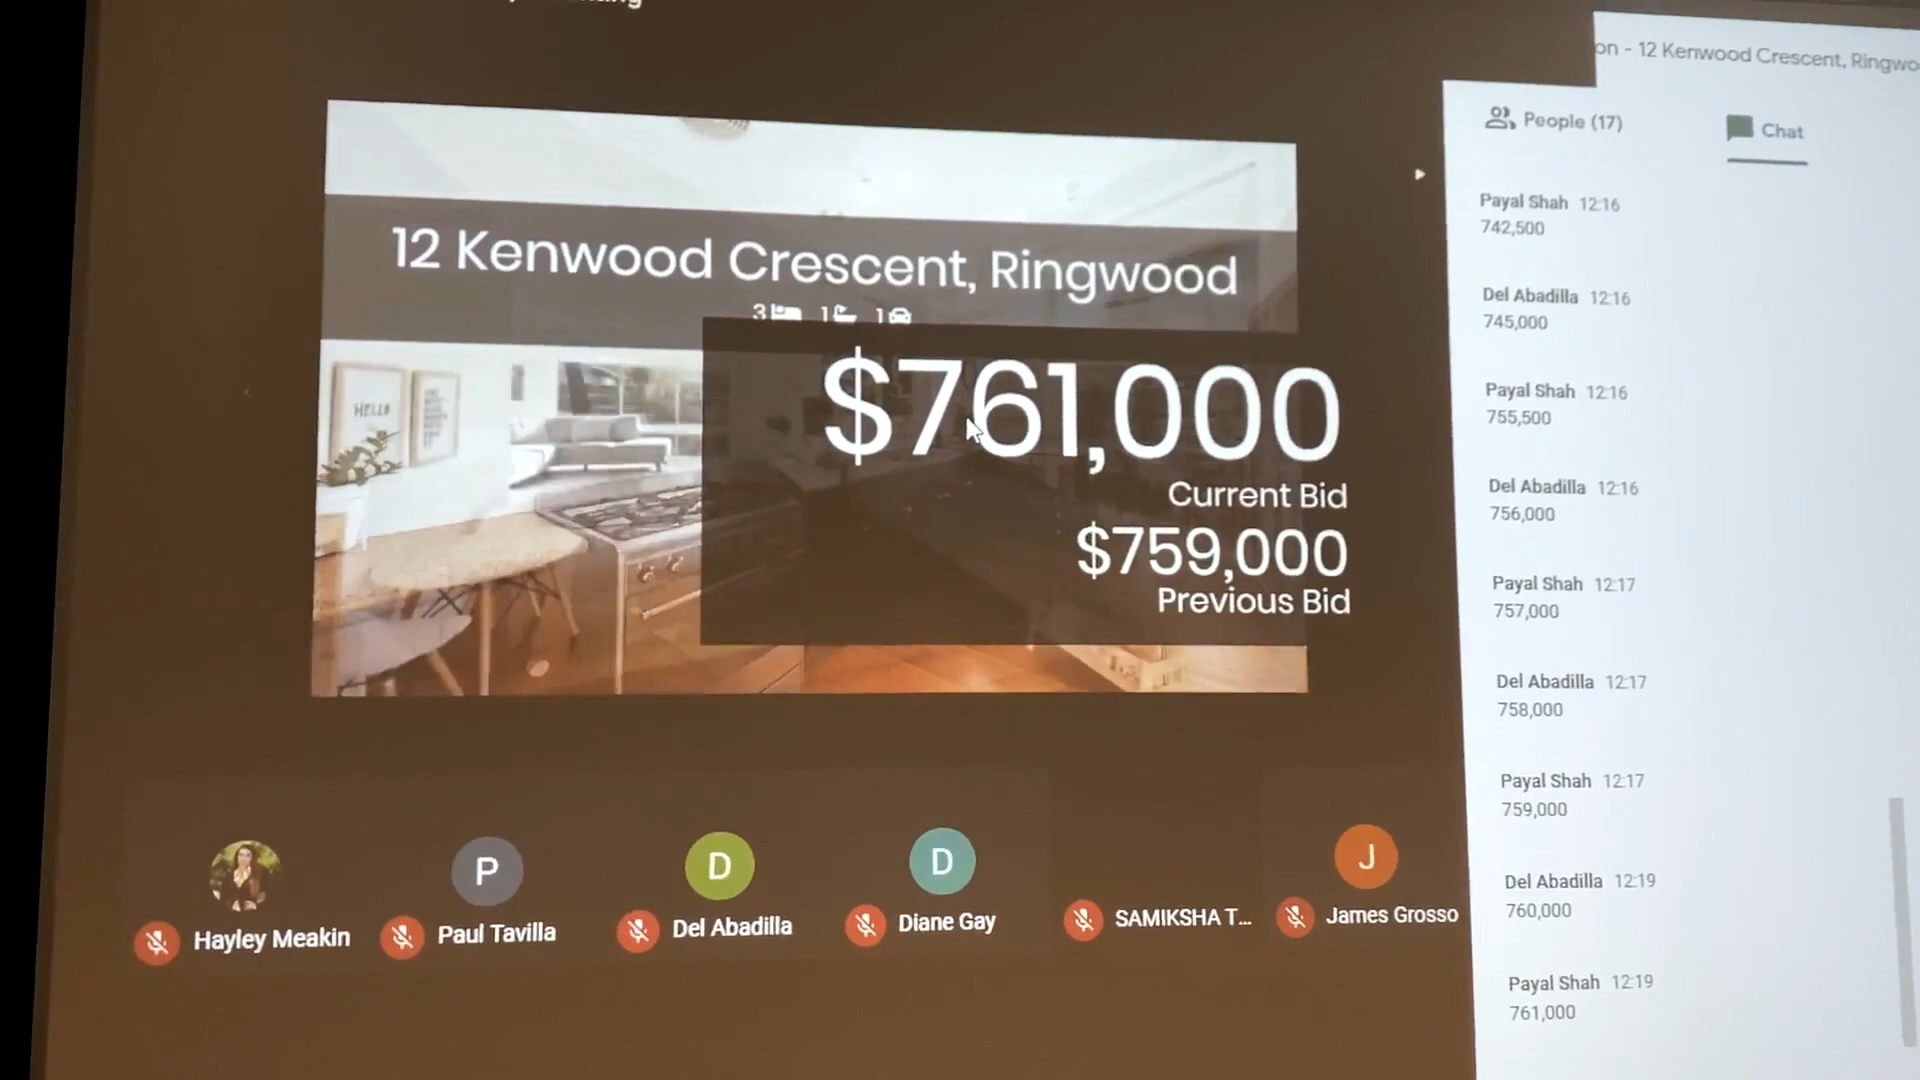 on - 12 Kenwood Crescent, Ringwo
People (17)
Chat
12 Kenwood Crescent, Ringwood
3 1 1
HELLO
$761,000
Current Bid
$759,000
Previous Bid
Payal Shah 12:16
742,500
Del Abadilla 12:16
745,000
Payal Shah 12:16
755,500
Del Abadilla 12:16
756,000
Payal Shah 12:17
757,000
Del Abadilla 12:17
758,000
Payal Shah 12:17
759,000
Del Abadilla 12:19
760,000
Payal Shah 12:19
761,000
P
D
D
J
Hayley Meakin
Paul Tavilla
Del Abadilla
Diane Gay
SAMIKSHA T...
James Grosso